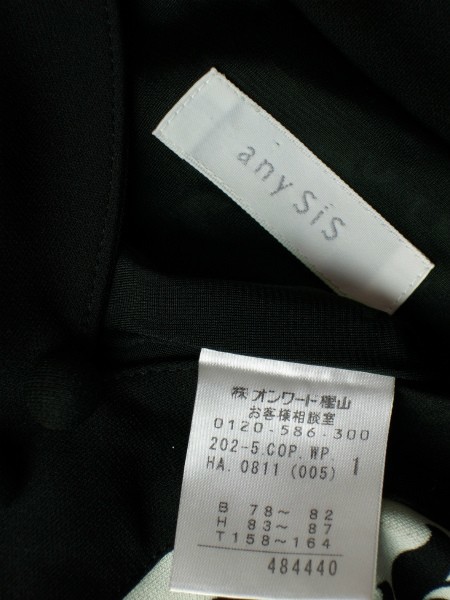 any SiS
㈱オンワード樫山
お客様相談室
0120-586-300
202-5.COP.WP.
HA.0811 (005) 1
B 78～ 82
H 83～ 87
T 158～164
484440